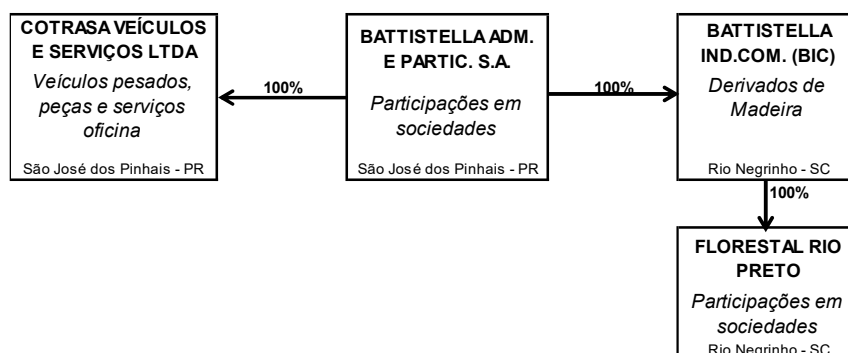 COTRASA VEÍCULOS
E SERVIÇOS LTDA
Veículos pesados,
peças e serviços
oficina
São José dos Pinhais - PR
100%
BATTISTELLA ADM.
E PARTIC. S.A.
Participações em
sociedades
São José dos Pinhais - PR
100%
BATTISTELLA
IND.COM. (BIC)
Derivados de
Madeira
Rio Negrinho - SC
100%
FLORESTAL RIO
PRETO
Participações em
sociedades
Rio Negrinho - SC